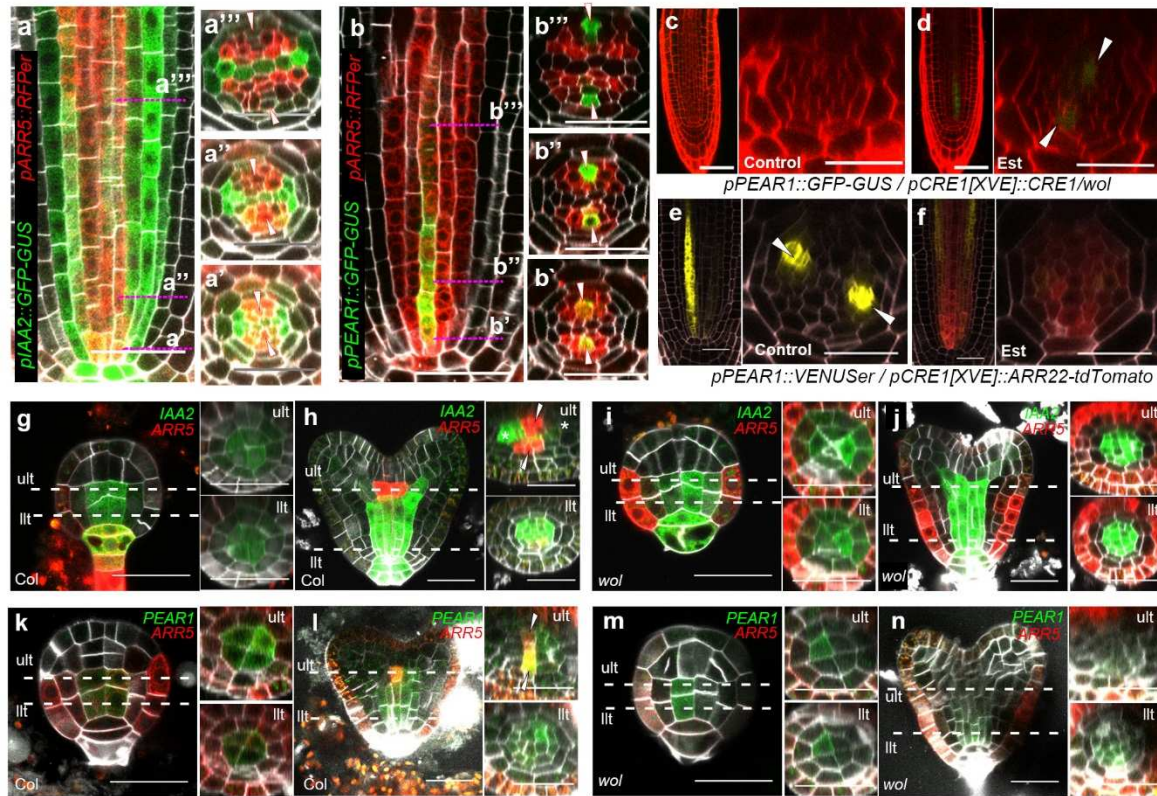 a
pIAA2::GFP-GUS pARR5::RFPer
a'''
a''
a'
a'''
a''
a'
b
pPEAR1::GFP-GUS pARR5::RFPer
b'''
b''
b'
b'''
b''
b`
c
Control
d
Est
pPEAR1::GFP-GUS / pCRE1[XVE]::CRE1/wol
e
Control
f
Est
pPEAR1::VENUSer / pCRE1[XVE]::ARR22-tdTomato
g
IAA2
ARR5
ult
llt
Col
ult
llt
h
IAA2
ARR5
ult
llt
Col
ult
* *
llt
i
IAA2
ARR5
ult
llt
wol
ult
llt
j
IAA2
ARR5
ult
llt
wol
ult
llt
k
PEAR1
ARR5
ult
llt
Col
ult
llt
l
PEAR1
ARR5
ult
llt
Col
ult
llt
m
PEAR1
ARR5
ult
llt
wol
ult
llt
n
PEAR1
ARR5
ult
llt
wol
ult
llt